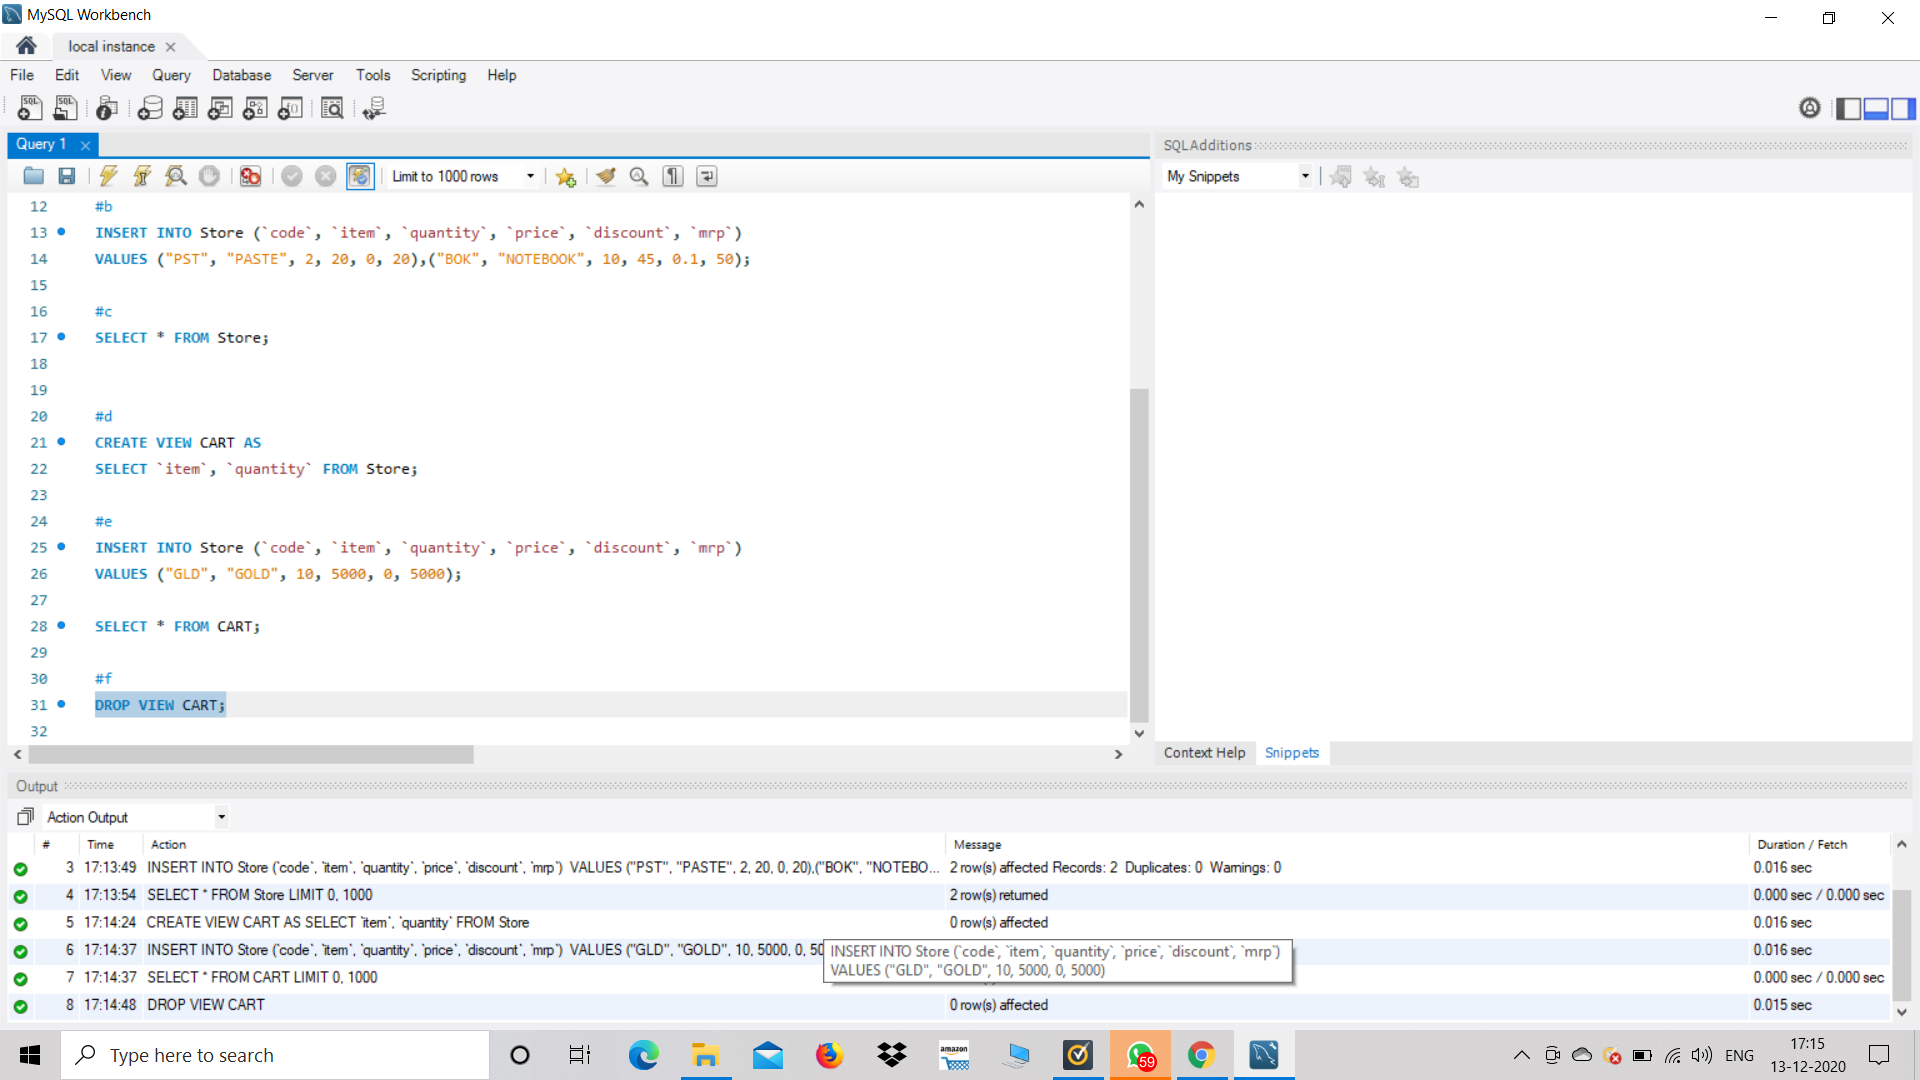 MySQL Workbench
local instance
File Edit View Query Database Server Tools Scripting Help
Query 1
SQLAdditions
Limit to 1000 rows
My Snippets
12 #b
13 INSERT INTO Store (`code`, `item`, `quantity`, `price`, `discount`, `mrp`)
14 VALUES ("PST", "PASTE", 2, 20, 0, 20),("BOK", "NOTEBOOK", 10, 45, 0.1, 50);
15
16 #c
17 SELECT * FROM Store;
18
19
20 #d
21 CREATE VIEW CART AS
22 SELECT `item`, `quantity` FROM Store;
23
24 #e
25 INSERT INTO Store (`code`, `item`, `quantity`, `price`, `discount`, `mrp`)
26 VALUES ("GLD", "GOLD", 10, 5000, 0, 5000);
27
28 SELECT * FROM CART;
29
30 #f
31 DROP VIEW CART;
32
Context Help Snippets
Output
Action Output
# Time Action Message Duration / Fetch
3 17:13:49 INSERT INTO Store (`code`, `item`, `quantity`, `price`, `discount`, `mrp`) VALUES ("PST", "PASTE", 2, 20, 0, 20),("BOK", "NOTEBO... 2 row(s) affected Records: 2 Duplicates: 0 Warnings: 0 0.016 sec
4 17:13:54 SELECT * FROM Store LIMIT 0, 1000 2 row(s) returned 0.000 sec / 0.000 sec
5 17:14:24 CREATE VIEW CART AS SELECT `item`, `quantity` FROM Store 0 row(s) affected 0.016 sec
6 17:14:37 INSERT INTO Store (`code`, `item`, `quantity`, `price`, `discount`, `mrp`) VALUES ("GLD", "GOLD", 10, 5000, 0, 50 0.016 sec
INSERT INTO Store (`code`, `item`, `quantity`, `price`, `discount`, `mrp`)
VALUES ("GLD", "GOLD", 10, 5000, 0, 5000)
7 17:14:37 SELECT * FROM CART LIMIT 0, 1000 0.000 sec / 0.000 sec
8 17:14:48 DROP VIEW CART 0 row(s) affected 0.015 sec
Type here to search
amazon
59
ENG
17:15
13-12-2020